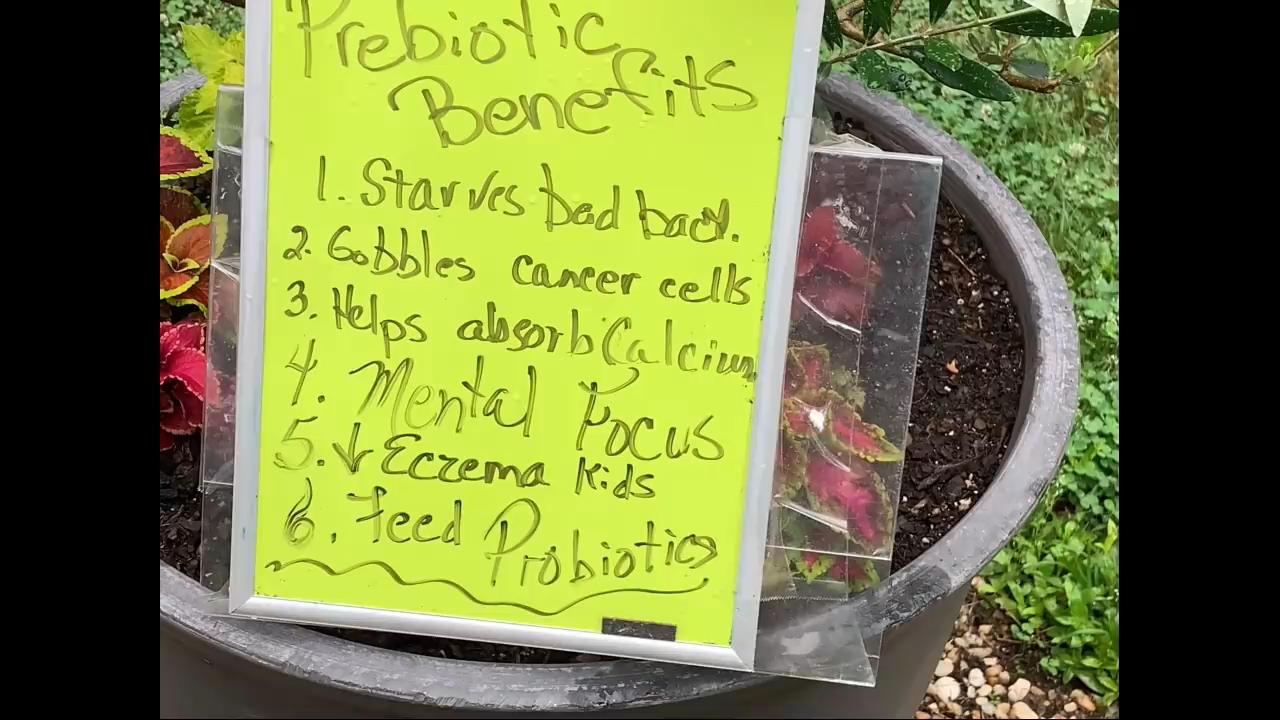 Prebiotic
Benefits
1. Starves bad bact.
2. Gobbles cancer cells
3. Helps absorb Calcium
4. Mental Focus
5. ↓ Eczema Kids
6. Feed Probiotics